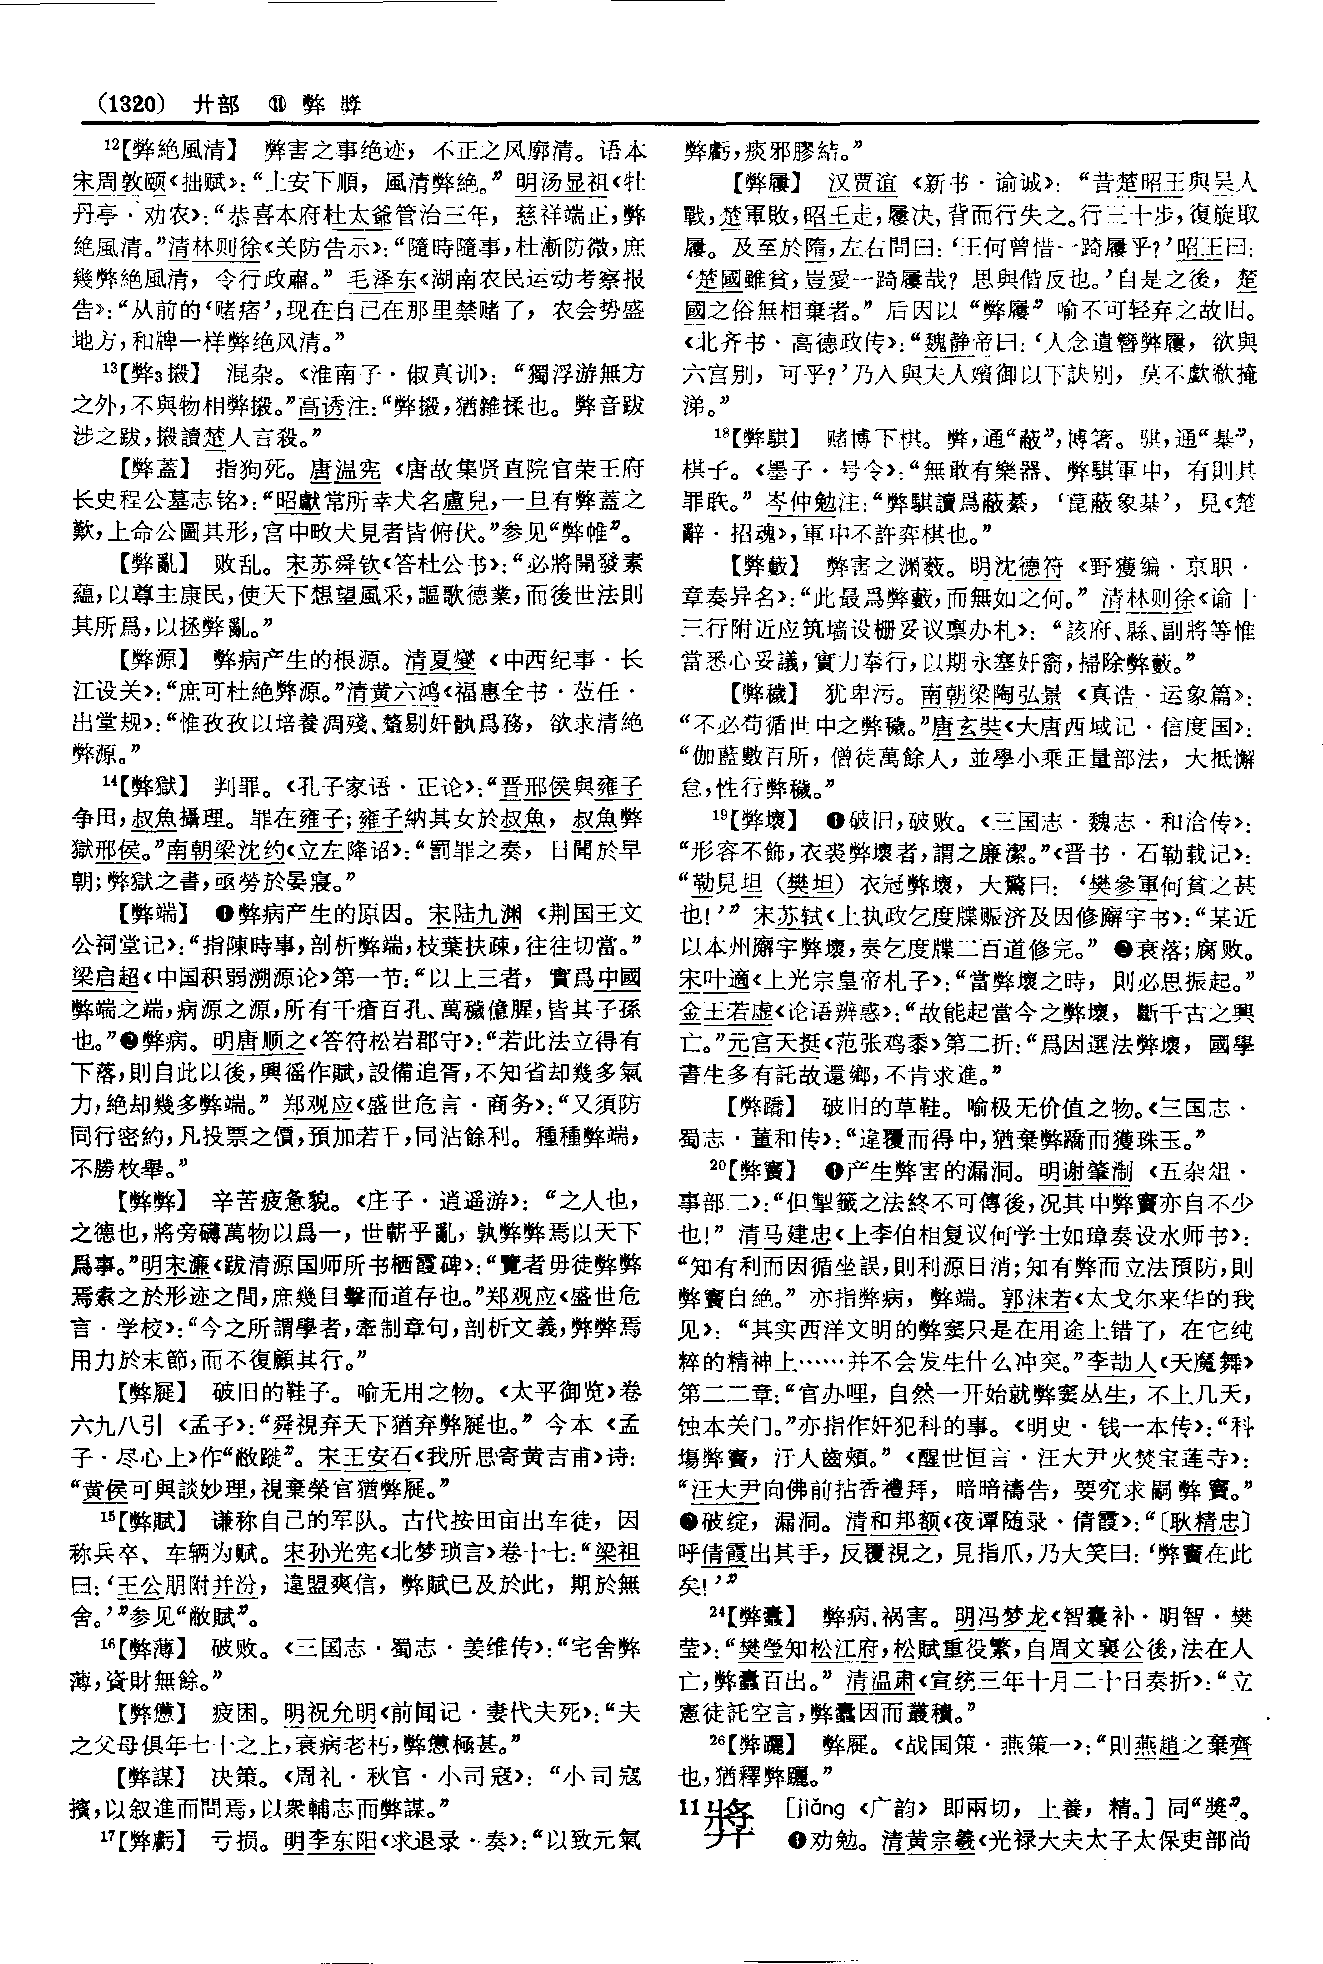 （1320） 廾部 ⑪ 弊 㢡
12【弊絶風清】 弊害之事绝迹，不正之风廓清。语本
宋周敦颐《拙赋》：“上安下順，風清弊絶。”明汤显祖《牡
丹亭·劝农》：“恭喜本府杜太爺管治三年，慈祥端正，弊
絶風清。”清林则徐《关防告示》：“隨時隨事，杜漸防微，庶
幾弊絶風清，令行政肅。”毛泽东《湖南农民运动考察报
告》：“从前的‘赌痞’，现在自己在那里禁赌了，农会势盛
地方，和牌一样弊绝风清。”
13【弊3摋】 混杂。《淮南子·俶真训》：“獨浮游無方
之外，不與物相弊摋。”高诱注：“弊摋，猶雜揉也。弊音跋
涉之跋，摋讀楚人言殺。”
【弊蓋】 指狗死。唐温宪《唐故集贤直院官荣王府
长史程公墓志铭》：“昭獻常所幸犬名盧兒，一旦有弊蓋之
歎，上命公圖其形，宫中畋犬見者皆俯伏。”参见“弊帷”。
【弊亂】 败乱。宋苏舜钦《答杜公书》：“必將開發素
蘊，以尊主康民，使天下想望風采，謳歌德業，而後世法則
其所爲，以拯弊亂。”
【弊源】 弊病产生的根源。清夏燮《中西纪事·长
江设关》：“庶可杜絶弊源。”清黄六鸿《福惠全书·莅任·
出堂规》：“惟孜孜以培養凋殘、釐剔奸骩爲務，欲求清絶
弊源。”
14【弊獄】 判罪。《孔子家语·正论》：“晋邢侯與雍子
争田，叔魚攝理。罪在雍子；雍子納其女於叔魚，叔魚弊
獄邢侯。”南朝梁沈约《立左降诏》：“罰罪之奏，日聞於早
朝；弊獄之書，亟勞於晏寢。”
【弊端】 ❶弊病产生的原因。宋陆九渊《荆国王文
公祠堂记》：“指陳時事，剖析弊端，枝葉扶疎，往往切當。”
梁启超《中国积弱溯源论》第一节：“以上三者，實爲中國
弊端之端，病源之源，所有千瘡百孔、萬穢億腥，皆其子孫
也。”❷弊病。明唐顺之《答符松岩郡守》：“若此法立得有
下落，則自此以後，興徭作賦，設備追胥，不知省却幾多氣
力，絶却幾多弊端。”郑观应《盛世危言·商务》：“又須防
同行密約，凡投票之價，預加若干，同沾餘利。種種弊端，
不勝枚舉。”
【弊弊】 辛苦疲惫貌。《庄子·逍遥游》：“之人也，
之德也，將旁礴萬物以爲一，世蘄乎亂，孰弊弊焉以天下
爲事。”明宋濂《跋清源国师所书栖霞碑》：“覽者毋徒弊弊
焉索之於形迹之間，庶幾目擊而道存也。”郑观应《盛世危
言·学校》：“今之所謂學者，牽制章句，剖析文義，弊弊焉
用力於末節，而不復顧其行。”
【弊屣】 破旧的鞋子。喻无用之物。《太平御览》卷
六九八引《孟子》：“舜視弃天下猶弃弊屣也。”今本《孟
子·尽心上》作“敝蹝”。宋王安石《我所思寄黄吉甫》诗：
“黄侯可與談妙理，視棄榮官猶弊屣。”
15【弊賦】 谦称自己的军队。古代按田亩出车徒，因
称兵卒、车辆为赋。宋孙光宪《北梦琐言》卷十七：“梁祖
曰：‘王公朋附并汾，違盟爽信，弊賦已及於此，期於無
舍。’”参见“敝賦”。
16【弊薄】 破败。《三国志·蜀志·姜维传》：“宅舍弊
薄，資財無餘。”
【弊憊】 疲困。明祝允明《前闻记·妻代夫死》：“夫
之父母俱年七十之上，衰病老朽，弊憊極甚。”
【弊謀】 决策。《周礼·秋官·小司寇》：“小司寇
擯，以叙進而問焉，以衆輔志而弊謀。”
17【弊虧】 亏损。明李东阳《求退录·奏》：“以致元氣
弊虧，痰邪膠結。”
【弊屨】 汉贾谊《新书·谕诚》：“昔楚昭王與吴人
戰，楚軍敗，昭王走，屨决，背而行失之。行三十步，復旋取
屨。及至於隋，左右問曰：‘王何曾惜一踦屨乎？’昭王曰：
‘楚國雖貧，豈愛一踦屨哉？思與偕反也。’自是之後，楚
國之俗無相棄者。”后因以“弊屨”喻不可轻弃之故旧。
《北齐书·高德政传》：“魏静帝曰：‘人念遺簪弊屨，欲與
六宫别，可乎？’乃入與夫人嬪御以下訣别，莫不歔欷掩
涕。”
18【弊騏】 赌博下棋。弊，通“蔽”，博箸。骐，通“棊”，
棋子。《墨子·号令》：“無敢有樂器、弊騏軍中，有則其
罪䏜。”岑仲勉注：“弊騏讀爲蔽綦，‘菎蔽象棊’，見《楚
辭·招魂》，軍中不許弈棋也。”
【弊藪】 弊害之渊薮。明沈德符《野獲编·京职·
章奏异名》：“此最爲弊藪，而無如之何。”清林则徐《谕十
三行附近应筑墙设栅妥议禀办札》：“該府、縣、副將等惟
當悉心妥議，實力奉行，以期永塞奸窬，掃除弊藪。”
【弊穢】 犹卑污。南朝梁陶弘景《真诰·运象篇》：
“不必苟循世中之弊穢。”唐玄奘《大唐西域记·信度国》：
“伽藍數百所，僧徒萬餘人，並學小乘正量部法，大抵懈
怠，性行弊穢。”
19【弊壞】 ❶破旧，破败。《三国志·魏志·和洽传》：
“形容不飾，衣裘弊壞者，謂之廉潔。”《晋书·石勒载记》：
“勒見坦（樊坦）衣冠弊壞，大驚曰：‘樊參軍何貧之甚
也！’”宋苏轼《上执政乞度牒赈济及因修廨宇书》：“某近
以本州廨宇弊壞，奏乞度牒二百道修完。”❷衰落；腐败。
宋叶適《上光宗皇帝札子》：“當弊壞之時，則必思振起。”
金王若虚《论语辨惑》：“故能起當今之弊壞，斷千古之興
亡。”元宫天挺《范张鸡黍》第二折：“爲因選法弊壞，國學
書生多有託故還鄉，不肯求進。”
【弊蹻】 破旧的草鞋。喻极无价值之物。《三国志·
蜀志·董和传》：“違覆而得中，猶棄弊蹻而獲珠玉。”
20【弊竇】 ❶产生弊害的漏洞。明谢肇淛《五杂俎·
事部二》：“但掣籤之法終不可傳後，况其中弊竇亦自不少
也！”清马建忠《上李伯相复议何学士如璋奏设水师书》：
“知有利而因循坐誤，則利源日消；知有弊而立法預防，則
弊竇自絶。”亦指弊病，弊端。郭沫若《太戈尔来华的我
见》：“其实西洋文明的弊窦只是在用途上错了，在它纯
粹的精神上……并不会发生什么冲突。”李劼人《天魔舞》
第二二章：“官办哩，自然一开始就弊窦丛生，不上几天，
蚀本关门。”亦指作奸犯科的事。《明史·钱一本传》：“科
場弊竇，汙人齒頰。”《醒世恒言·汪大尹火焚宝莲寺》：
“汪大尹向佛前拈香禮拜，暗暗禱告，要究求嗣弊竇。”
❷破绽，漏洞。清和邦额《夜谭随录·倩霞》：“〔耿精忠〕
呼倩霞出其手，反覆視之，見指爪，乃大笑曰：‘弊竇在此
矣！’”
24【弊蠹】 弊病、祸害。明冯梦龙《智囊补·明智·樊
莹》：“樊瑩知松江府，松賦重役繁，自周文襄公後，法在人
亡，弊蠹百出。”清温肃《宣统三年十月二十日奏折》：“立
憲徒託空言，弊蠹因而叢積。”
26【弊躧】 弊屣。《战国策·燕策一》：“則燕趙之棄齊
也，猶釋弊躧。”
11㢡 ［jiǎng《广韵》即兩切，上養，精。］同“獎”。
❶劝勉。清黄宗羲《光禄大夫太子太保吏部尚